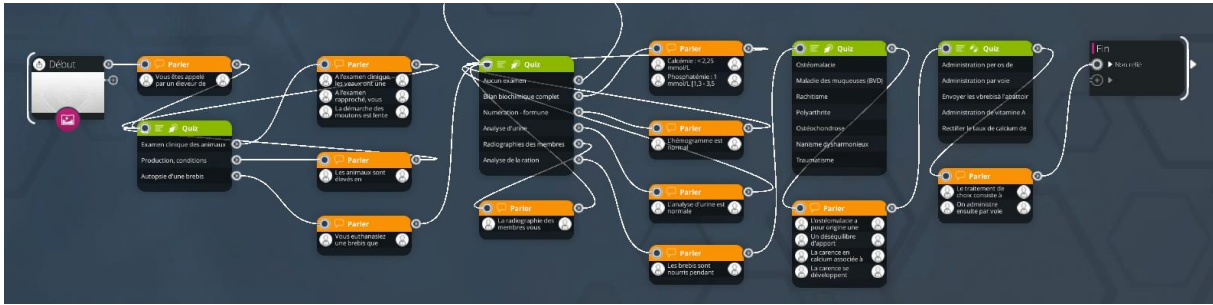 Début
Parler
Vous êtes appelé
par un éleveur de
Quiz
Examen clinique des animaux
Production, conditions
Autopsie d'une brebis
Parler
A l'examen clinique,
les veaux ont une
A l'examen
rapproché, vous
La démarche des
moutons est lente
Parler
Les animaux sont
élevés en
Parler
Vous euthanasiez
une brebis que
Quiz
Aucun examen
Bilan biochimique complet
Numération - formune
Analyse d'urine
Radiographies des membres
Analyse de la ration
Parler
La radiographie des
membres vous
Parler
Calcémie : < 2,25
mmol/L
Phosphatémie : 1
mmol/L [1,3 - 3,5
Parler
L'hémogramme est
normal
Parler
L'analyse d'urine est
normale
Parler
Les brebis sont
nourris pendant
Quiz
Ostéomalacie
Maladie des muqueuses (BVD)
Rachitisme
Polyarthrite
Ostéochondrose
Nanisme dysharmonieux
Traumatisme
Parler
L'ostéomalacie a
pour origine une
Un déséquilibre
d'apport
La carence en
calcium associée à
La carence se
développent
Quiz
Administration per os de
Administration par voie
Envoyer les vbrebisà l'abattoir
Administration de vitamine A
Rectifier le taux de calcium de
Parler
Le traitement de
choix consiste à
On administre
ensuite par voie
Fin
Non relié